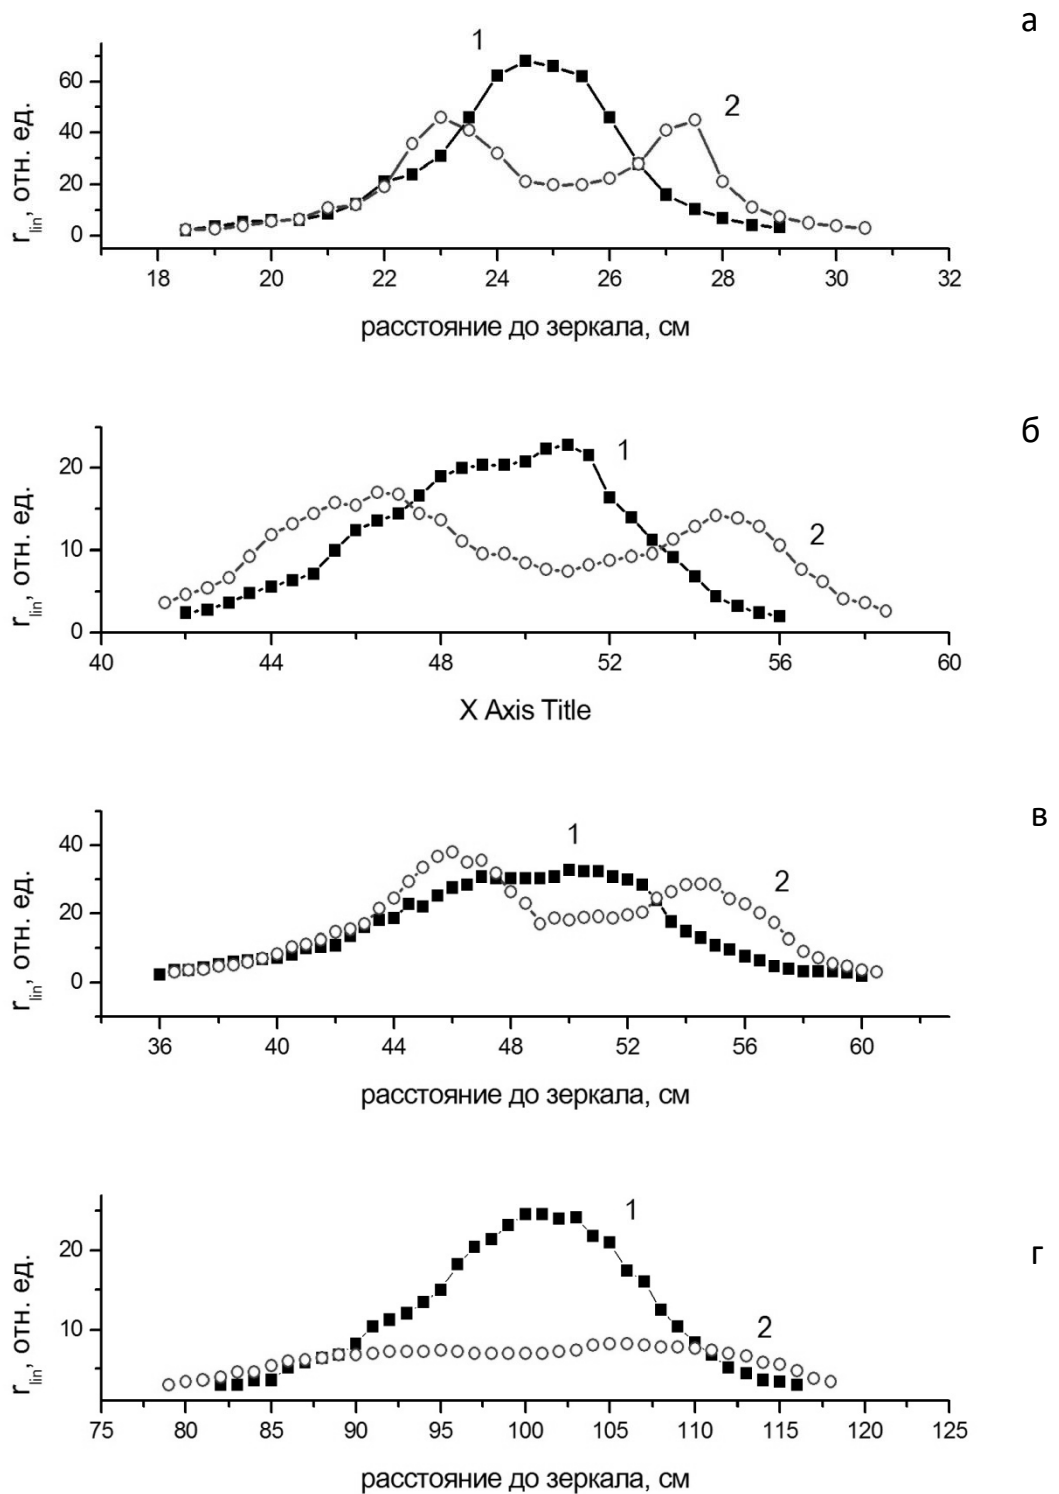 а
1
2
60
40
20
0
r_lin, отн. ед.
18 20 22 24 26 28 30 32
расстояние до зеркала, см
б
1
2
20
10
0
r_lin, отн. ед.
40 44 48 52 56 60
X Axis Title
в
1
2
40
20
0
r_lin, отн. ед.
36 40 44 48 52 56 60
расстояние до зеркала, см
г
1
2
20
10
r_lin, отн. ед.
75 80 85 90 95 100 105 110 115 120 125
расстояние до зеркала, см